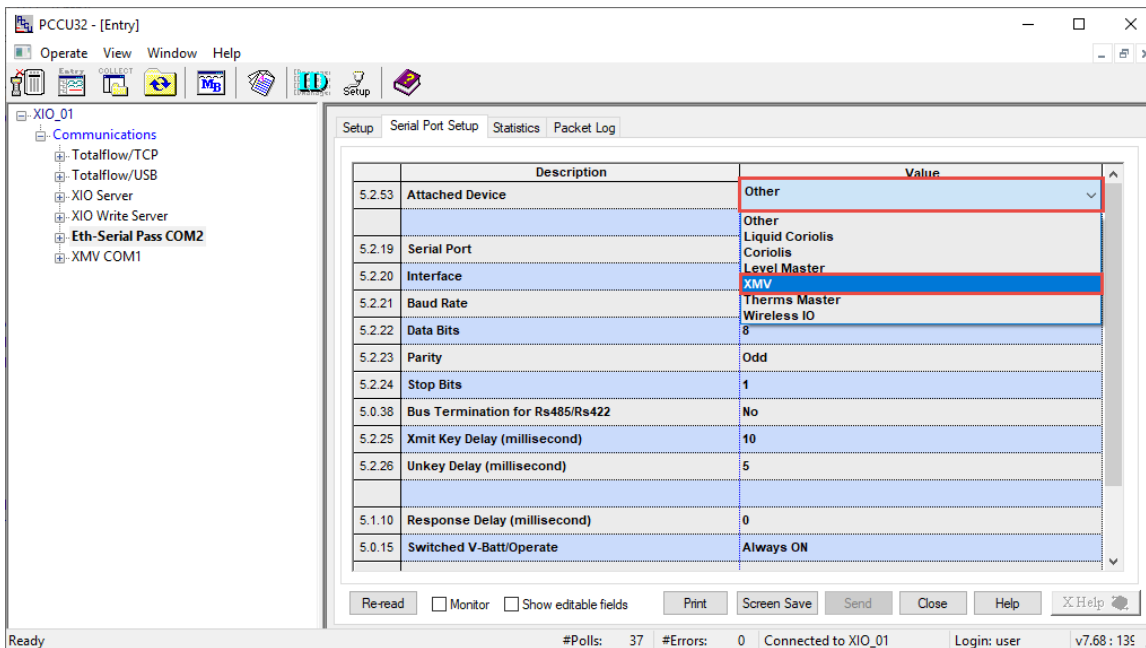 PCCU32 - [Entry]
Operate View Window Help
Entry COLLECT MB ID Manager Setup
XIO_01
Communications
Totalflow/TCP
Totalflow/USB
XIO Server
XIO Write Server
Eth-Serial Pass COM2
XMV COM1
Setup Serial Port Setup Statistics Packet Log
Description Value
5.2.53 Attached Device Other
Other
Liquid Coriolis
Coriolis
Level Master
XMV
Therms Master
Wireless IO
5.2.19 Serial Port
5.2.20 Interface
5.2.21 Baud Rate
5.2.22 Data Bits 8
5.2.23 Parity Odd
5.2.24 Stop Bits 1
5.0.38 Bus Termination for Rs485/Rs422 No
5.2.25 Xmit Key Delay (millisecond) 10
5.2.26 Unkey Delay (millisecond) 5
5.1.10 Response Delay (millisecond) 0
5.0.15 Switched V-Batt/Operate Always ON
Re-read Monitor Show editable fields Print Screen Save Send Close Help X Help
Ready #Polls: 37 #Errors: 0 Connected to XIO_01 Login: user v7.68 :